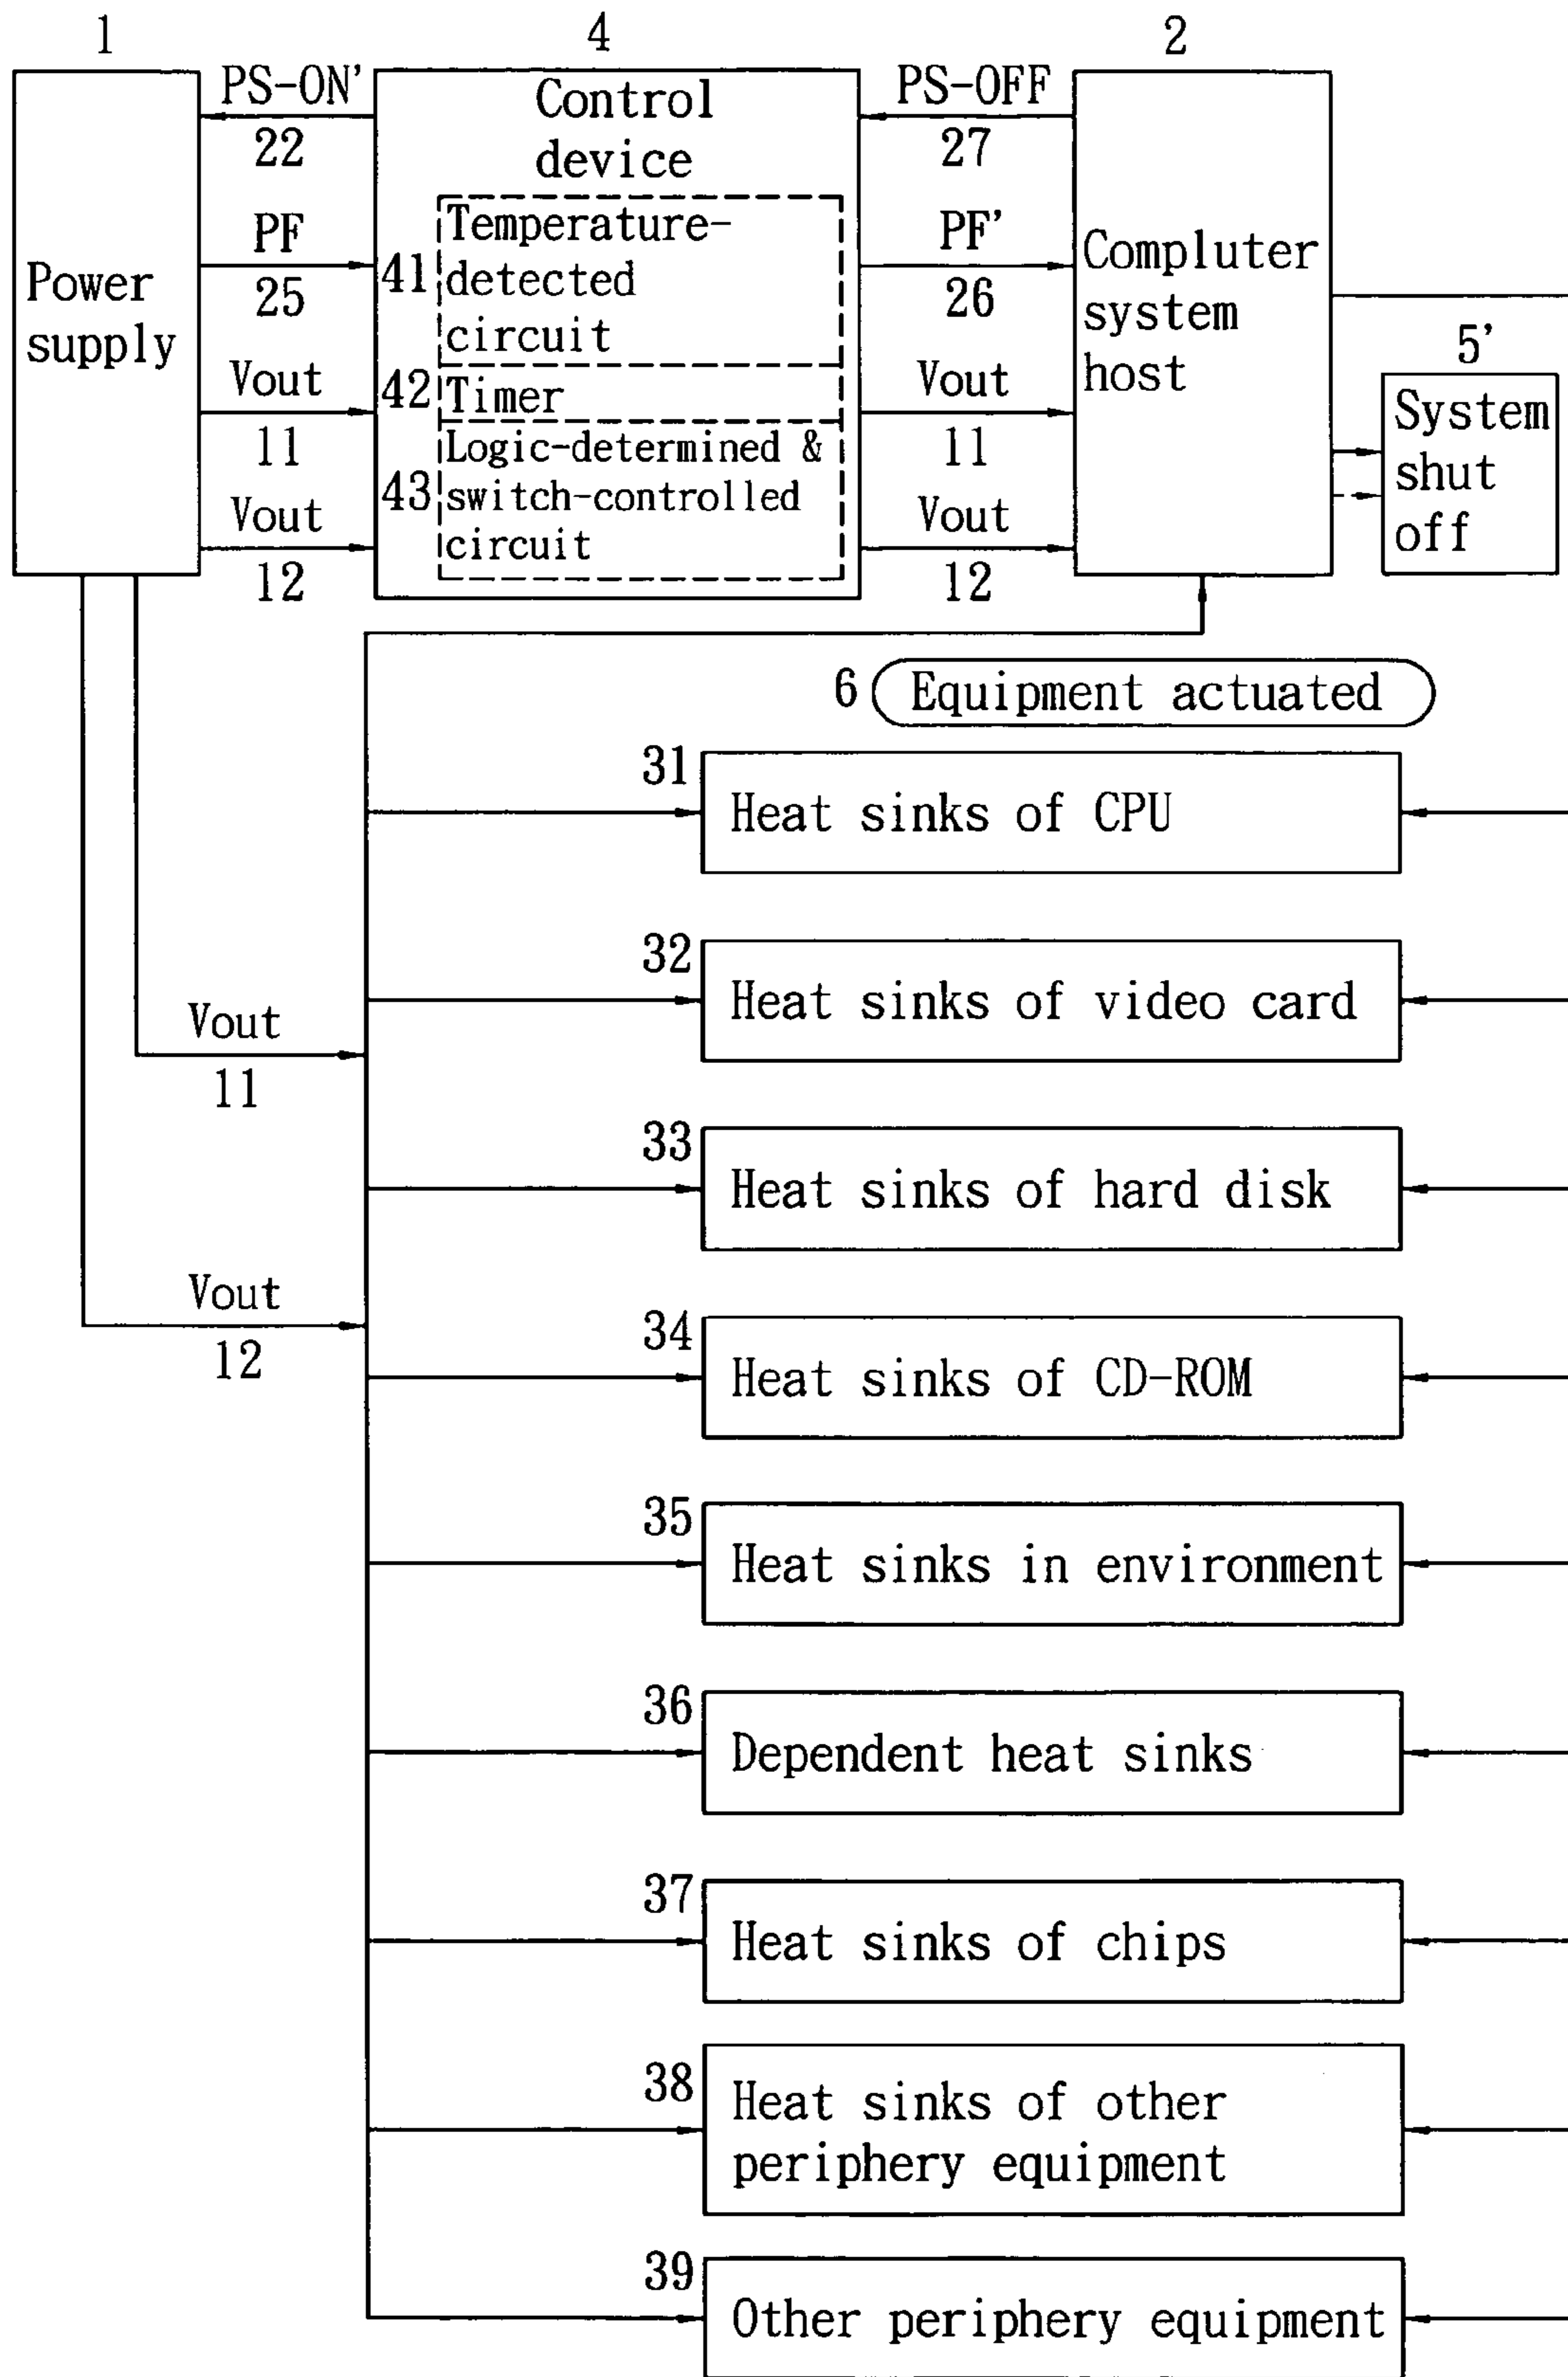 1
4
2
PS-ON'
22
PF
25
Vout
11
Vout
12
Power
supply
Control
device
41
Temperature-
detected
circuit
42
Timer
43
Logic-determined &
switch-controlled
circuit
PS-OFF
27
PF'
26
Vout
11
Vout
12
Compluter
system
host
5'
System
shut
off
6
Equipment actuated
31
Heat sinks of CPU
32
Heat sinks of video card
Vout
11
33
Heat sinks of hard disk
Vout
12
34
Heat sinks of CD-ROM
35
Heat sinks in environment
36
Dependent heat sinks
37
Heat sinks of chips
38
Heat sinks of other
periphery equipment
39
Other periphery equipment